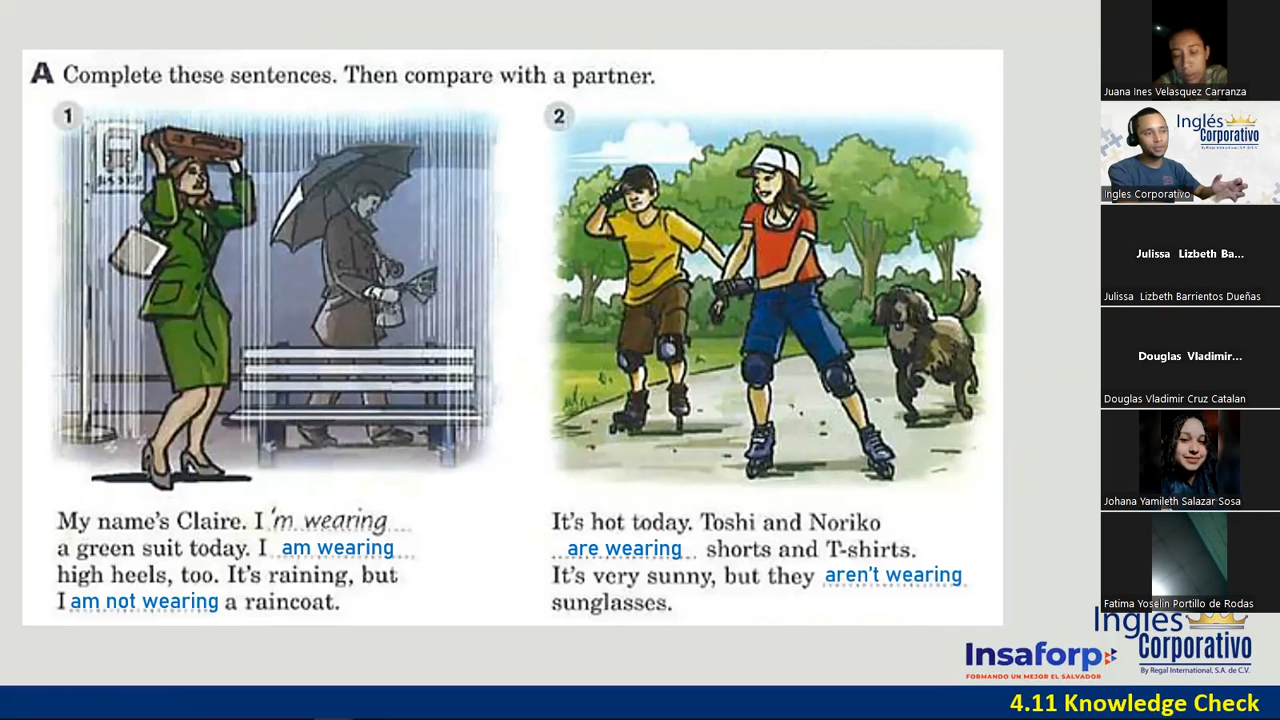 A Complete these sentences. Then compare with a partner.
1
2
My name's Claire. I 'm wearing
a green suit today. I am wearing
high heels, too. It's raining, but
I am not wearing a raincoat.
It's hot today. Toshi and Noriko
are wearing shorts and T-shirts.
It's very sunny, but they aren't wearing
sunglasses.
Juana Ines Velasquez Carranza
Inglés
Corporativo
By Regal International, S.A. de C.V.
Ingles Corporativo
Julissa Lizbeth Ba...
Julissa Lizbeth Barrientos Dueñas
Douglas Vladimir...
Douglas Vladimir Cruz Catalan
Johana Yamileth Salazar Sosa
Fatima Yoselin Portillo de Rodas
Insaforp
FORMANDO UN MEJOR EL SALVADOR
Inglés
Corporativo
By Regal International, S.A. de C.V.
4.11 Knowledge Check